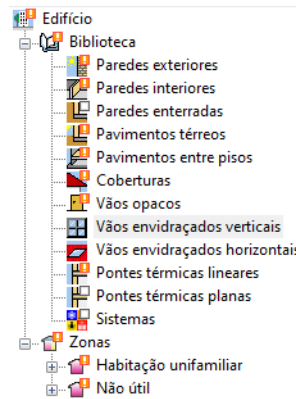 Edifício
Biblioteca
Paredes exteriores
Paredes interiores
Paredes enterradas
Pavimentos térreos
Pavimentos entre pisos
Coberturas
Vãos opacos
Vãos envidraçados verticais
Vãos envidraçados horizontais
Pontes térmicas lineares
Pontes térmicas planas
Sistemas
Zonas
Habitação unifamiliar
Não útil